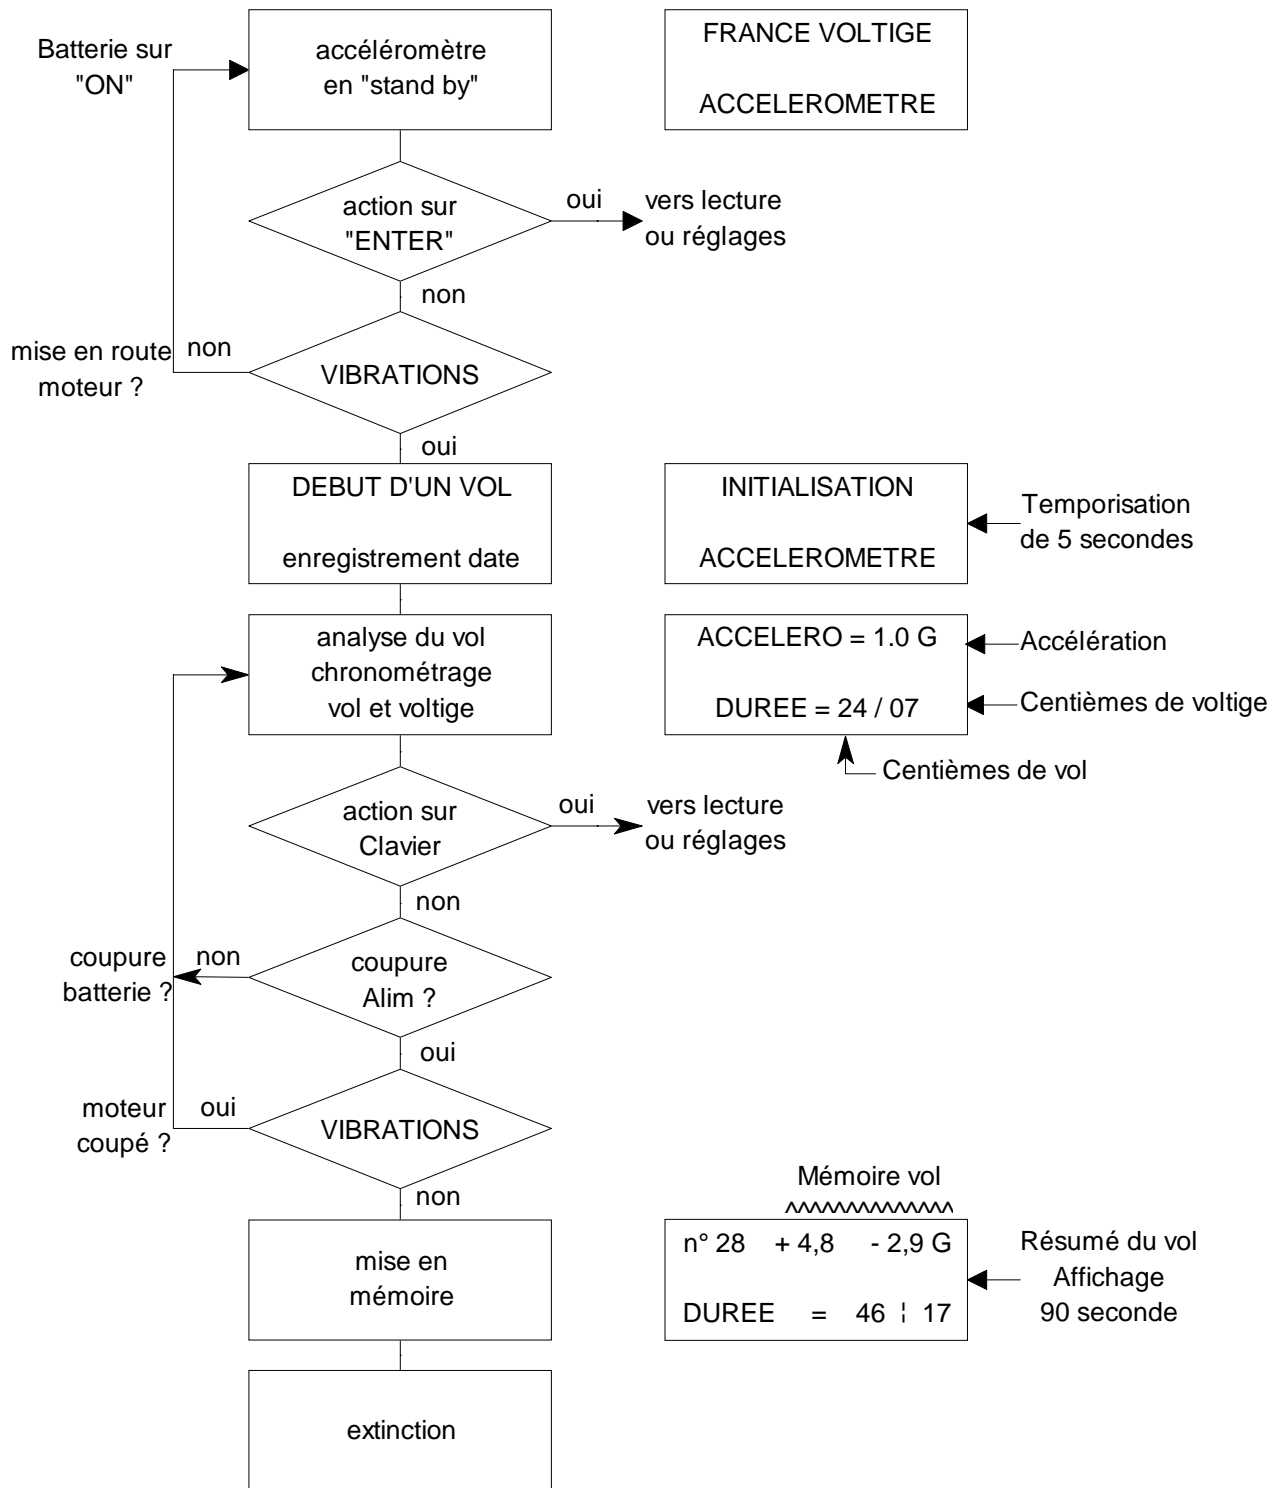 Batterie sur
"ON"
accéléromètre
en "stand by"
FRANCE VOLTIGE
ACCELEROMETRE
action sur
"ENTER"
oui
vers lecture
ou réglages
non
mise en route
moteur ?
non
VIBRATIONS
oui
DEBUT D'UN VOL
enregistrement date
INITIALISATION
ACCELEROMETRE
Temporisation
de 5 secondes
analyse du vol
chronométrage
vol et voltige
ACCELERO = 1.0 G
DUREE = 24 / 07
Accélération
Centièmes de voltige
Centièmes de vol
action sur
Clavier
oui
vers lecture
ou réglages
non
coupure
batterie ?
non
coupure
Alim ?
oui
moteur
coupé ?
oui
VIBRATIONS
non
Mémoire vol
^^^^^^^^^^^^^^
mise en
mémoire
n° 28 + 4,8 - 2,9 G
DUREE = 46 ¦ 17
Résumé du vol
Affichage
90 seconde
extinction